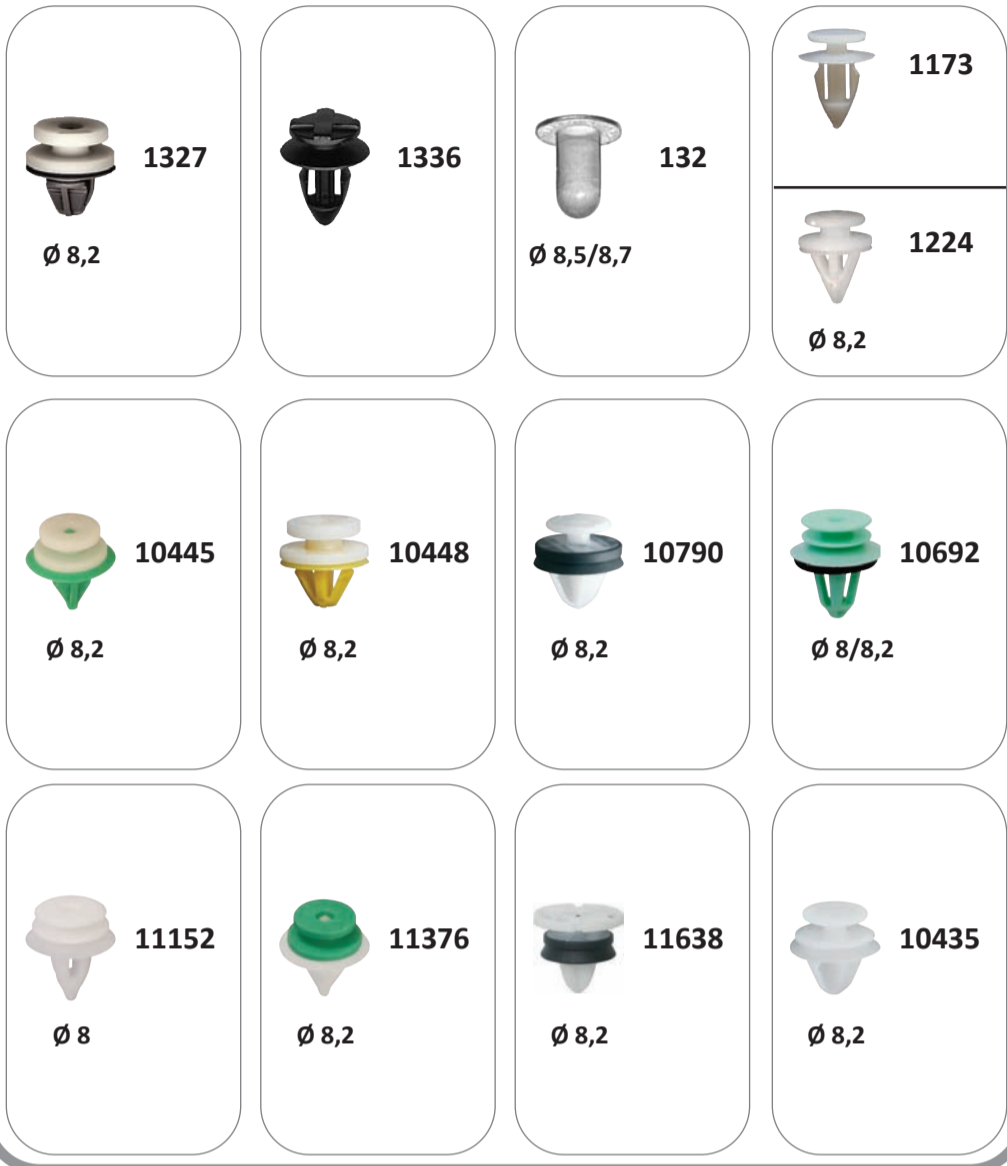 1327
Ø 8,2
1336
132
Ø 8,5/8,7
1173
1224
Ø 8,2
10445
Ø 8,2
10448
Ø 8,2
10790
Ø 8,2
10692
Ø 8/8,2
11152
Ø 8
11376
Ø 8,2
11638
Ø 8,2
10435
Ø 8,2